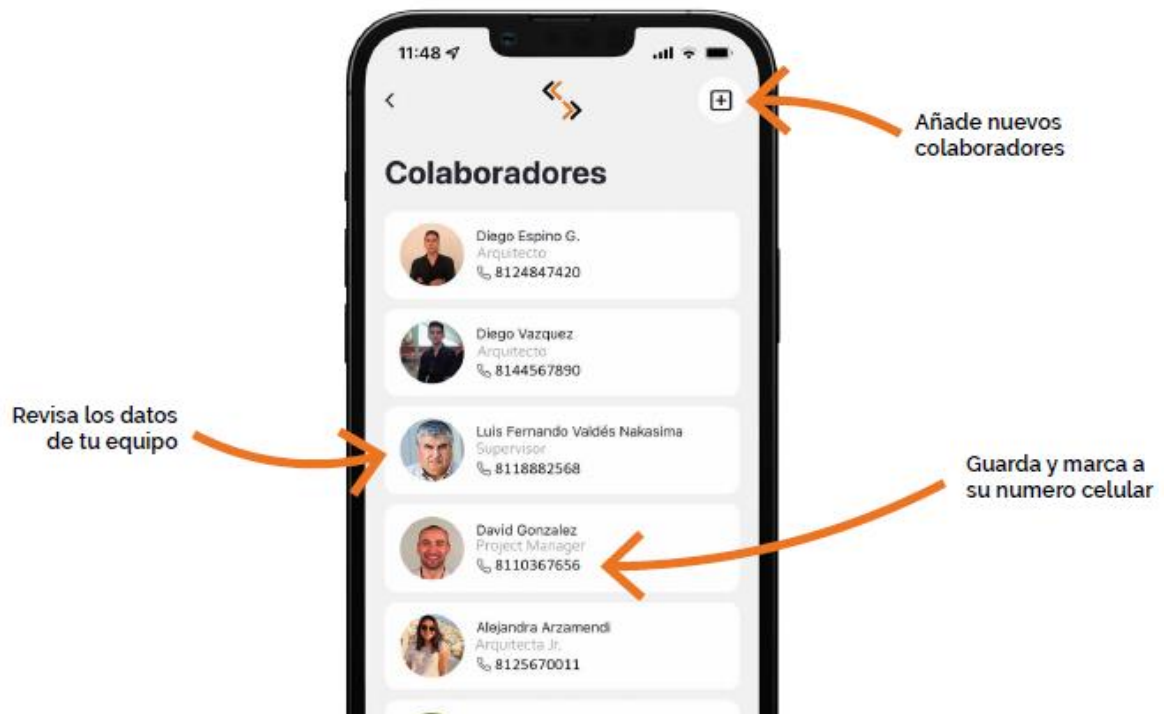 11:48
Añade nuevos
colaboradores
Colaboradores
Diego Espino G.
Arquitecto
8124847420
Diego Vazquez
Arquitecto
8144567890
Revisa los datos
de tu equipo
Luis Fernando Valdés Nakasima
Supervisor
8118882568
Guarda y marca a
su numero celular
David Gonzalez
Project Manager
8110367656
Alejandra Arzamendi
Arquitecta Jr.
8125670011